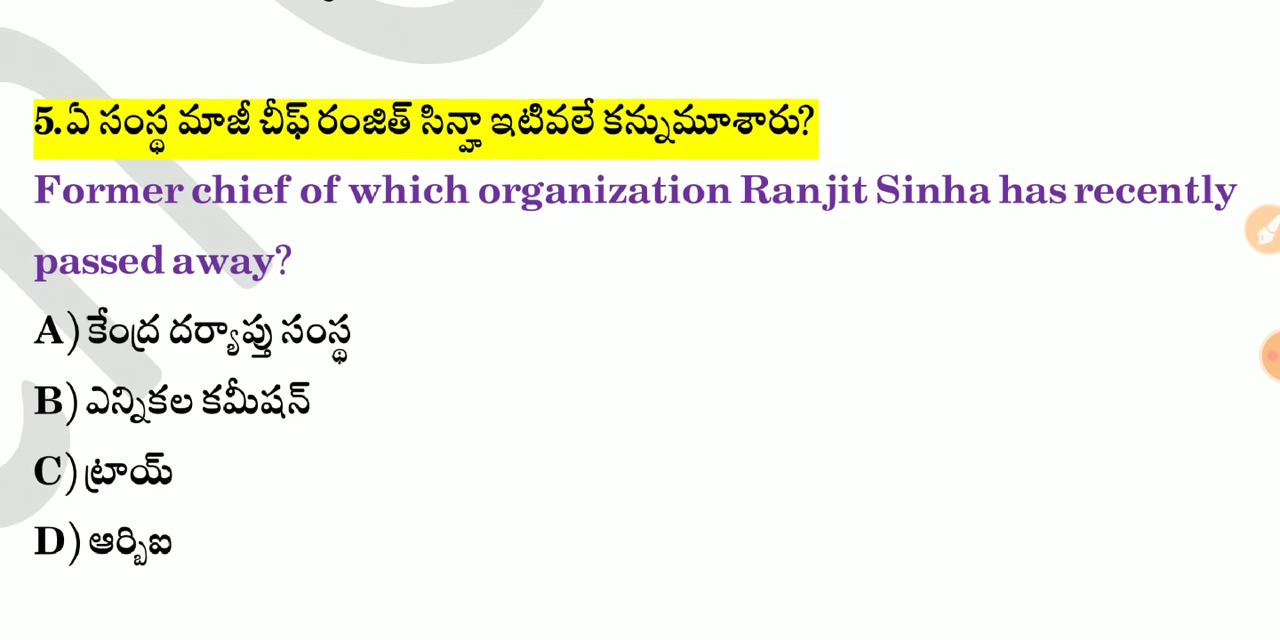 5. ఏ సంస్థ మాజీ చీఫ్ రంజిత్ సిన్హా ఇటివలే కన్నుమూశారు?
Former chief of which organization Ranjit Sinha has recently
passed away?
A) కేంద్ర దర్యాప్తు సంస్థ
B) ఎన్నికల కమీషన్
C) ట్రాయ్
D) ఆర్బిఐ